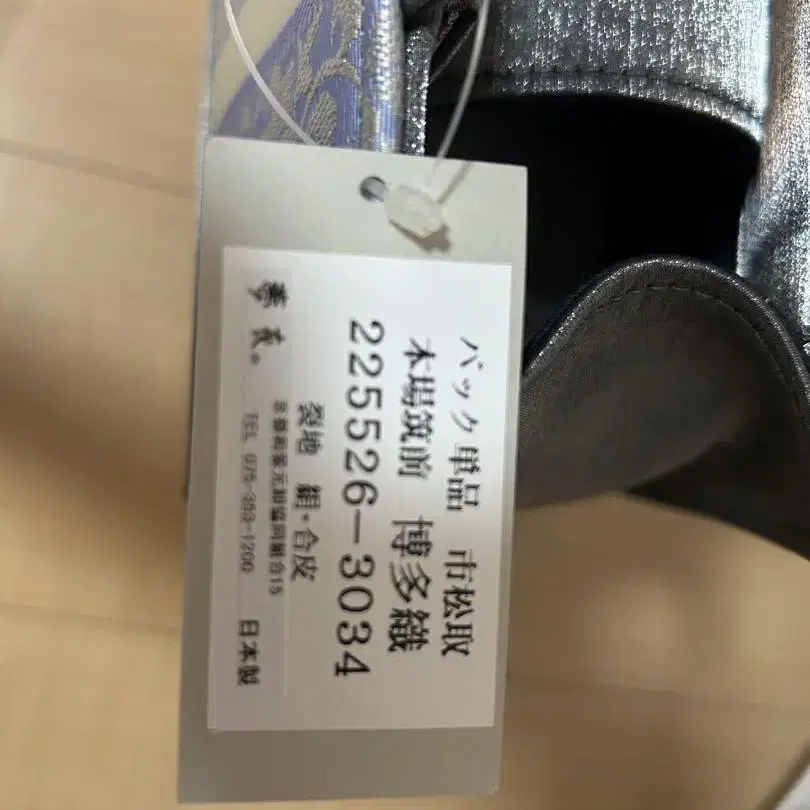 バック単品 市松取
本場筑前 博多織
225526-3034
裂地 絹・合皮
TEL 075-353-1200
日本製